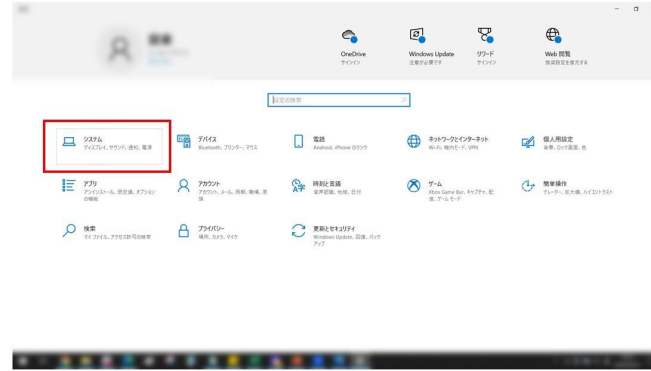 OneDrive
サインイン
Windows Update
注意が必要です
リワード
サインイン
Web 閲覧
推奨設定を復元する
設定の検索
システム
ディスプレイ、サウンド、通知、電源
デバイス
Bluetooth、プリンター、マウス
電話
Android、iPhone のリンク
ネットワークとインターネット
Wi-Fi、機内モード、VPN
個人用設定
背景、ロック画面、色
アプリ
アンインストール、既定値、オプション
の機能
アカウント
アカウント、メール、同期、職場、家
族
時刻と言語
音声認識、地域、日付
ゲーム
Xbox Game Bar、キャプチャ、配
信、ゲーム モード
簡単操作
ナレーター、拡大鏡、ハイコントラスト
検索
マイ ファイル、アクセス許可の検索
プライバシー
場所、カメラ、マイク
更新とセキュリティ
Windows Update、回復、バック
アップ